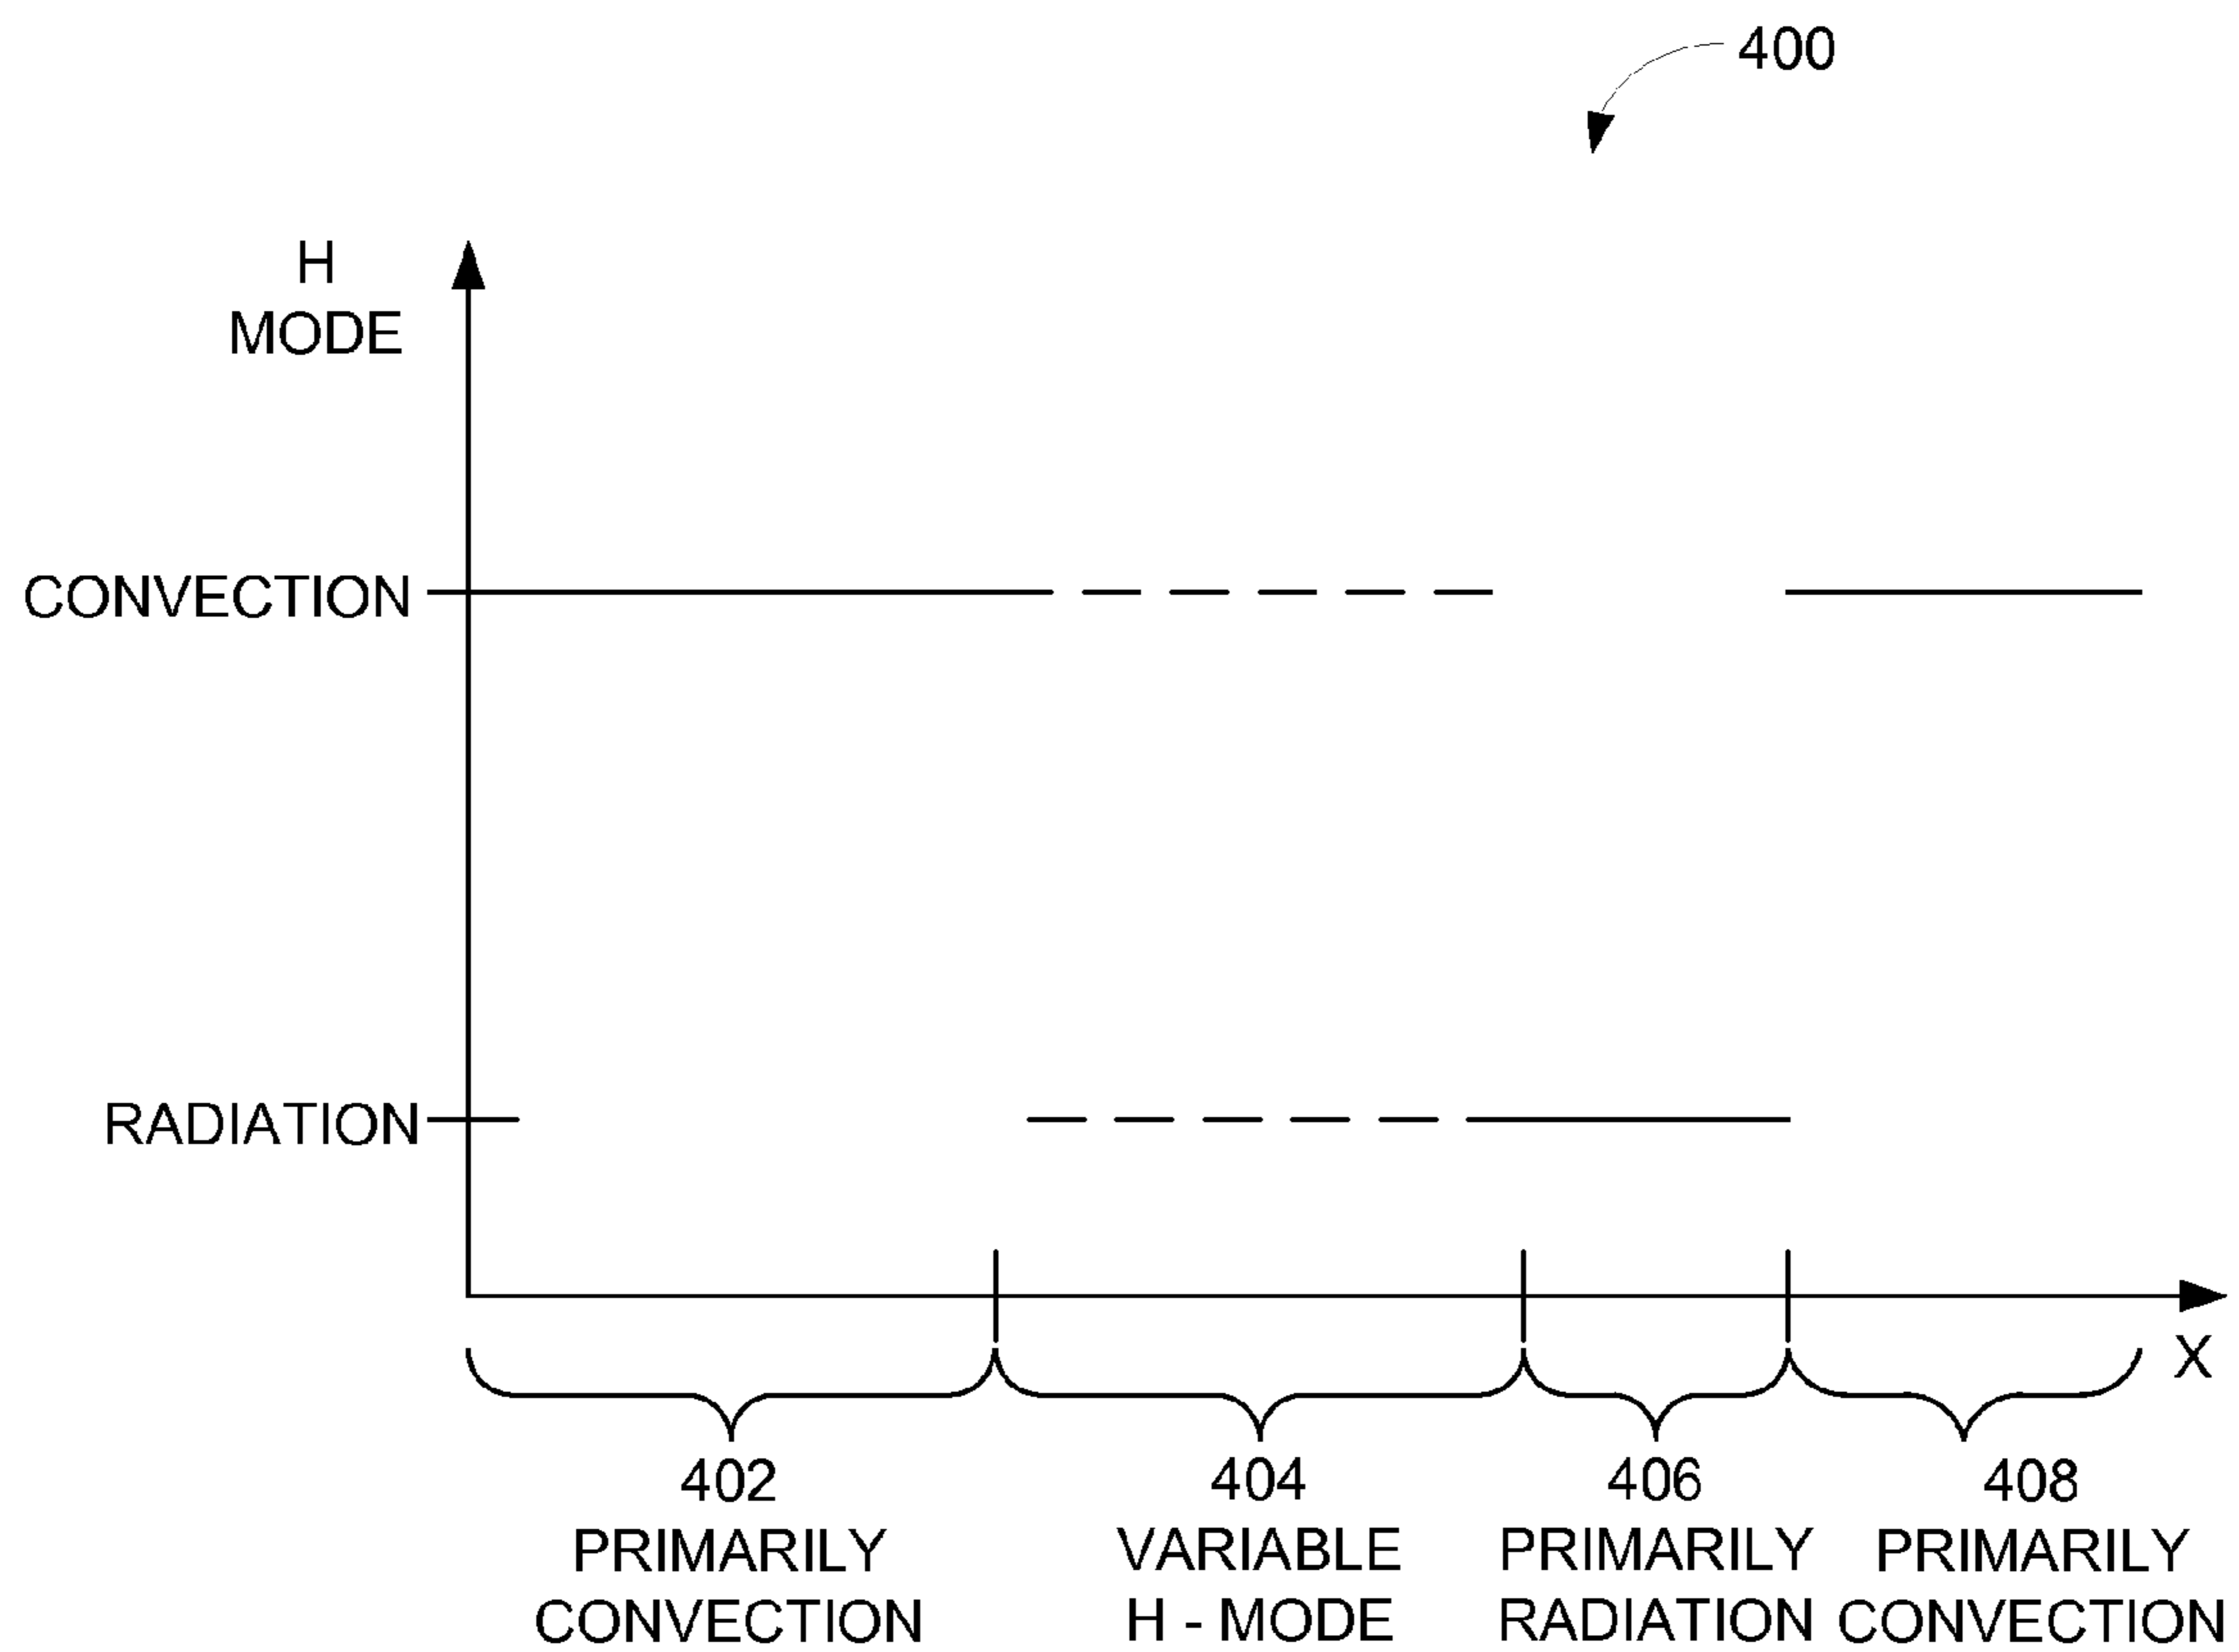 400
H
MODE
CONVECTION
RADIATION
X
402
PRIMARILY
CONVECTION
404
VARIABLE
H - MODE
406
PRIMARILY
RADIATION
408
PRIMARILY
CONVECTION